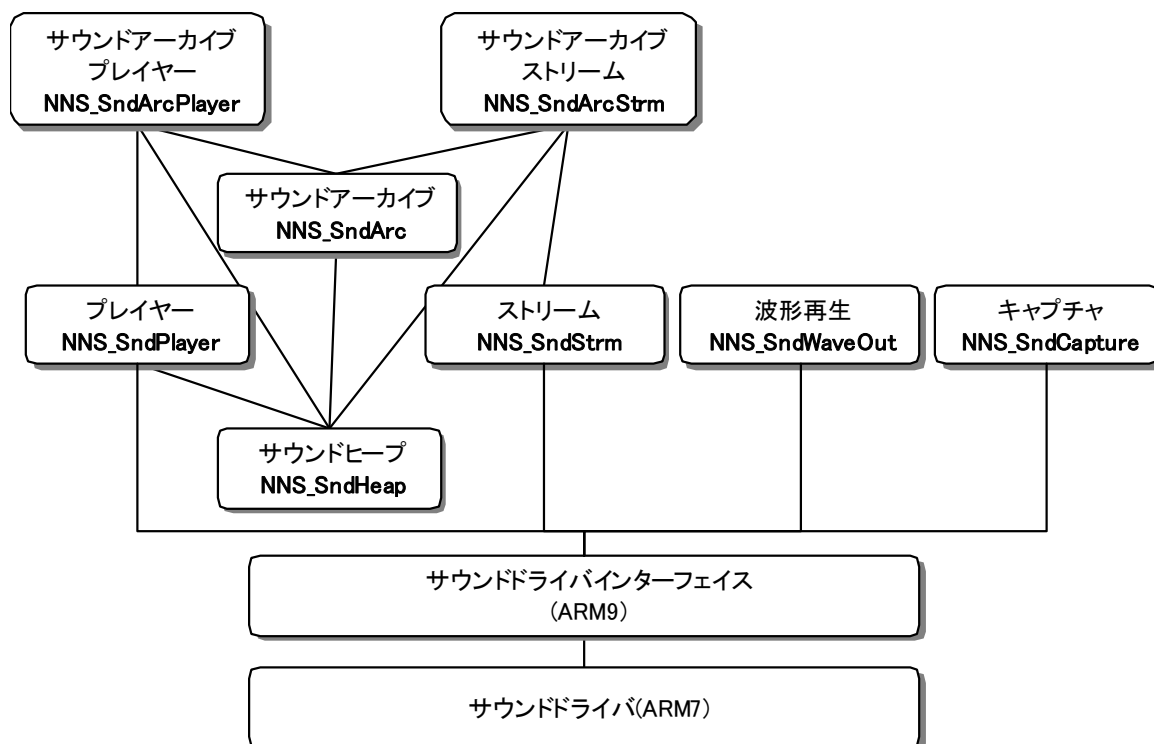 サウンドアーカイブ
プレイヤー
NNS_SndArcPlayer
サウンドアーカイブ
ストリーム
NNS_SndArcStrm
サウンドアーカイブ
NNS_SndArc
プレイヤー
NNS_SndPlayer
ストリーム
NNS_SndStrm
波形再生
NNS_SndWaveOut
キャプチャ
NNS_SndCapture
サウンドヒープ
NNS_SndHeap
サウンドドライバインターフェイス
(ARM9)
サウンドドライバ(ARM7)